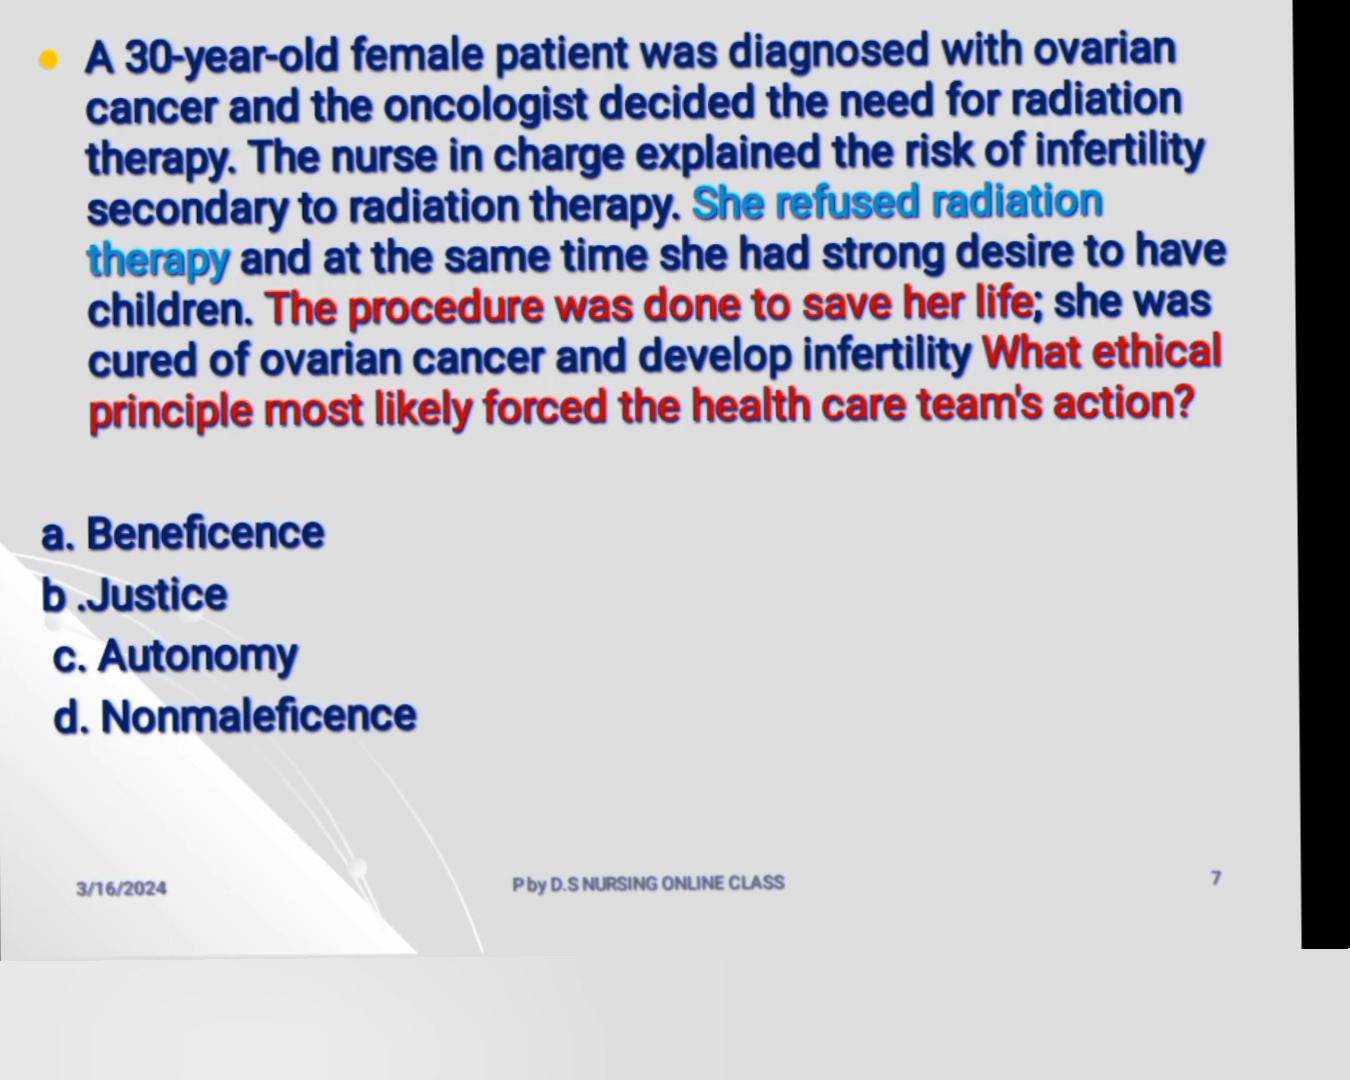 A 30-year-old female patient was diagnosed with ovarian
cancer and the oncologist decided the need for radiation
therapy. The nurse in charge explained the risk of infertility
secondary to radiation therapy. She refused radiation
therapy and at the same time she had strong desire to have
children. The procedure was done to save her life; she was
cured of ovarian cancer and develop infertility What ethical
principle most likely forced the health care team's action?
a. Beneficence
b .Justice
c. Autonomy
d. Nonmaleficence
3/16/2024
P by D.S NURSING ONLINE CLASS
7